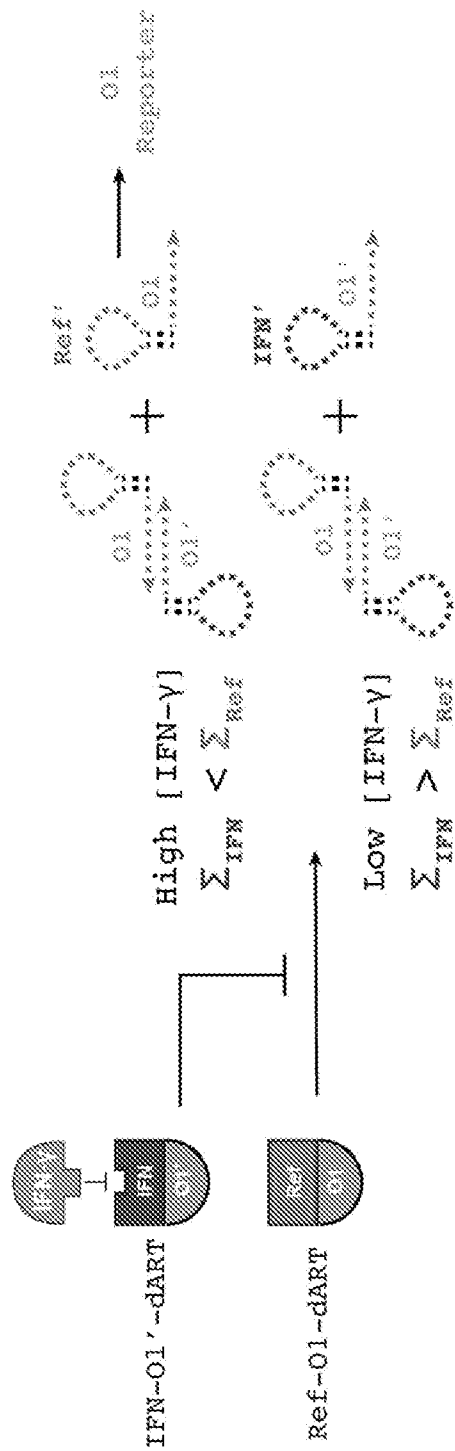 IFN-γ
IFN
O1'
IFN-O1'-dART
Ref
O1
Ref-O1-dART
High [IFN-γ]
Σ_IFN < Σ_Ref
O1
O1'
+
Ref'
O1
O1
Reporter
Low [IFN-γ]
Σ_IFN > Σ_Ref
O1
O1'
+
IFN'
O1'